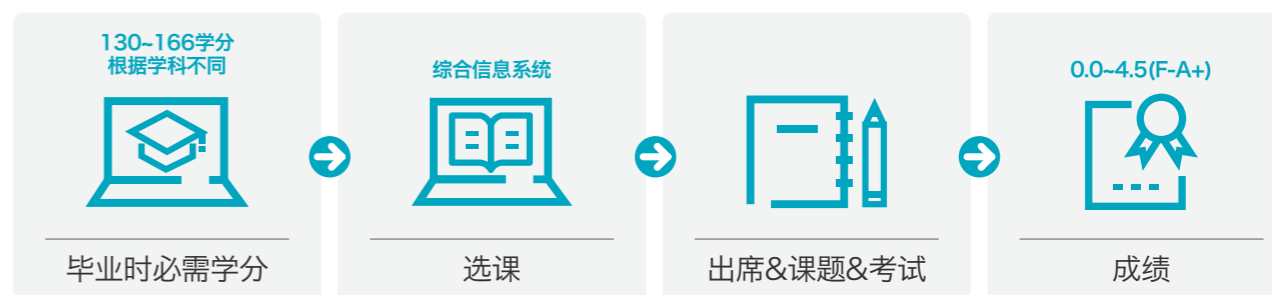 130~166学分
根据学科不同
毕业时必需学分
综合信息系统
选课
出席&课题&考试
0.0~4.5(F-A+)
成绩